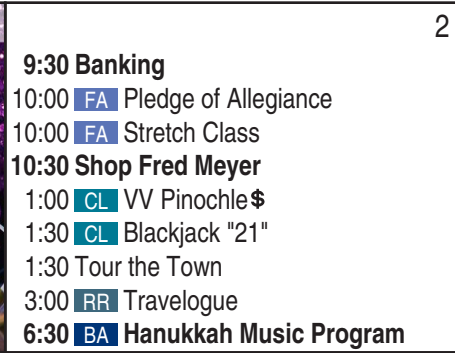 2
9:30 Banking
10:00 FA Pledge of Allegiance
10:00 FA Stretch Class
10:30 Shop Fred Meyer
1:00 CL VV Pinochle$
1:30 CL Blackjack "21"
1:30 Tour the Town
3:00 RR Travelogue
6:30 BA Hanukkah Music Program